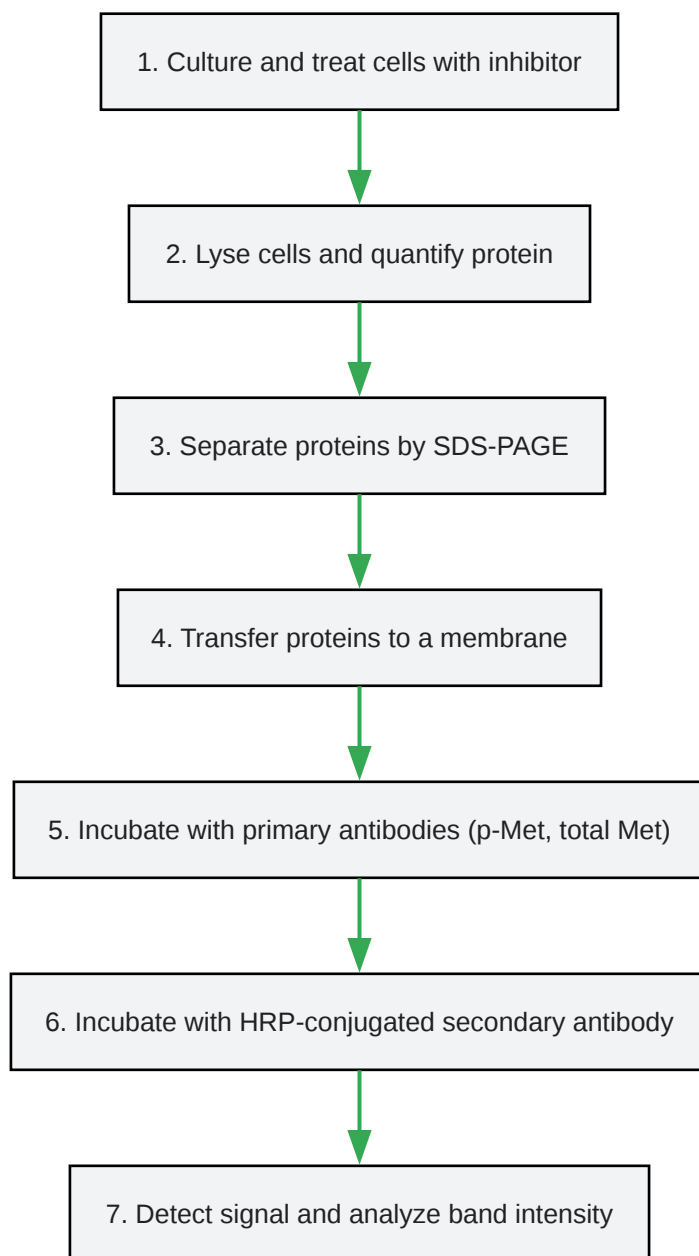 1. Culture and treat cells with inhibitor
2. Lyse cells and quantify protein
3. Separate proteins by SDS-PAGE
4. Transfer proteins to a membrane
5. Incubate with primary antibodies (p-Met, total Met)
6. Incubate with HRP-conjugated secondary antibody
7. Detect signal and analyze band intensity